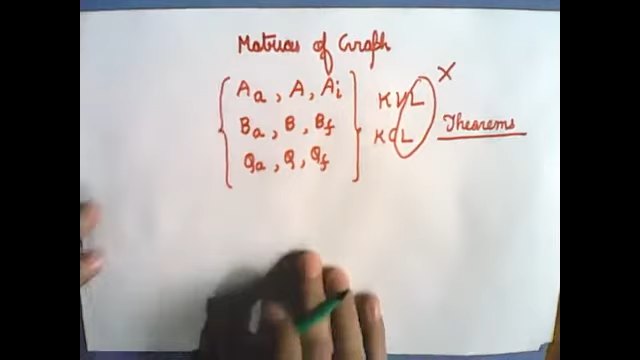 Matrices of Graph
Aa, A, Ai
Ba, B, Bf
Qa, Q, Qf
KVL
KCL
X
Theorems